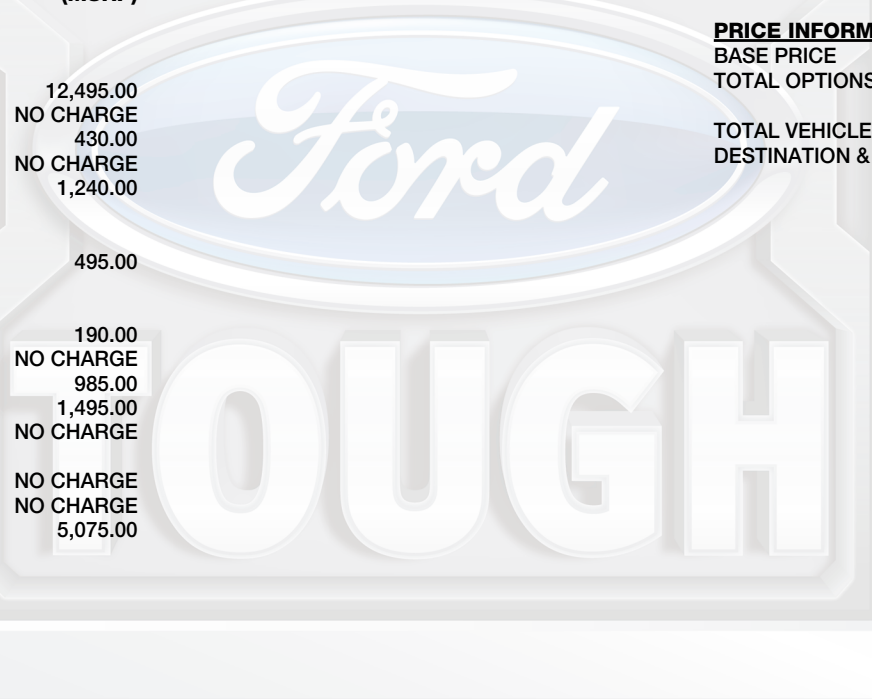 12,495.00
NO CHARGE
430.00
NO CHARGE
1,240.00
495.00
190.00
NO CHARGE
985.00
1,495.00
NO CHARGE
NO CHARGE
NO CHARGE
5,075.00
PRICE INFORM
BASE PRICE
TOTAL OPTIONS
TOTAL VEHICLE
DESTINATION &
Ford
TOUGH